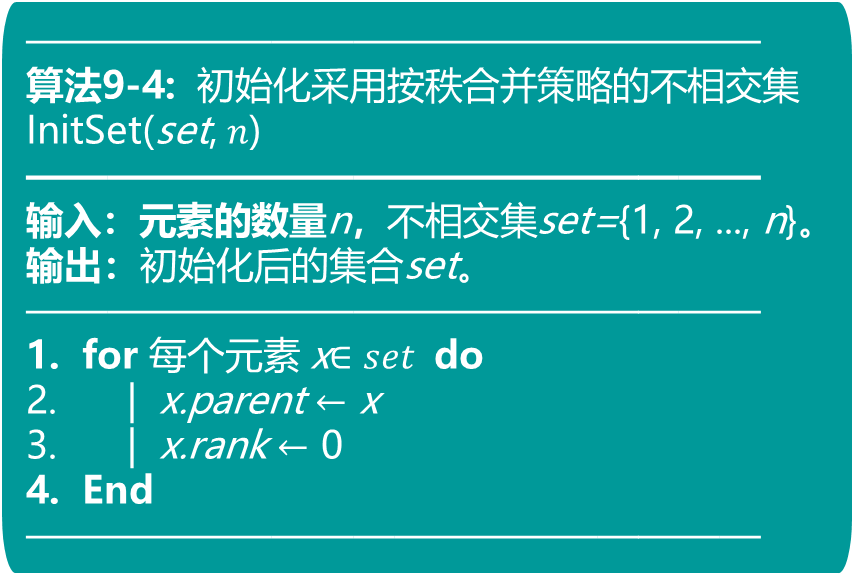 算法9-4: 初始化采用按秩合并策略的不相交集
InitSet(set, n)
输入：元素的数量n，不相交集set={1, 2, ..., n}。
输出：初始化后的集合set。
1. for 每个元素 x∈ set do
2. | x.parent ← x
3. | x.rank ← 0
4. End